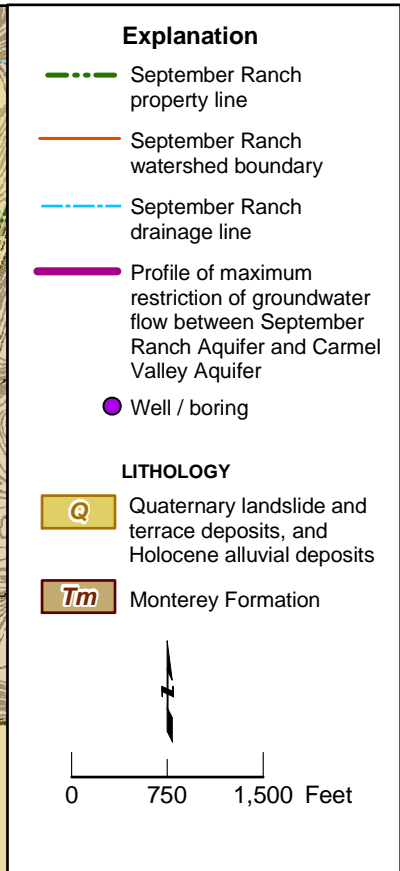 Explanation
September Ranch
property line
September Ranch
watershed boundary
September Ranch
drainage line
Profile of maximum
restriction of groundwater
flow between September
Ranch Aquifer and Carmel
Valley Aquifer
Well / boring
LITHOLOGY
Q
Quaternary landslide and
terrace deposits, and
Holocene alluvial deposits
Tm
Monterey Formation
N
0 750 1,500 Feet